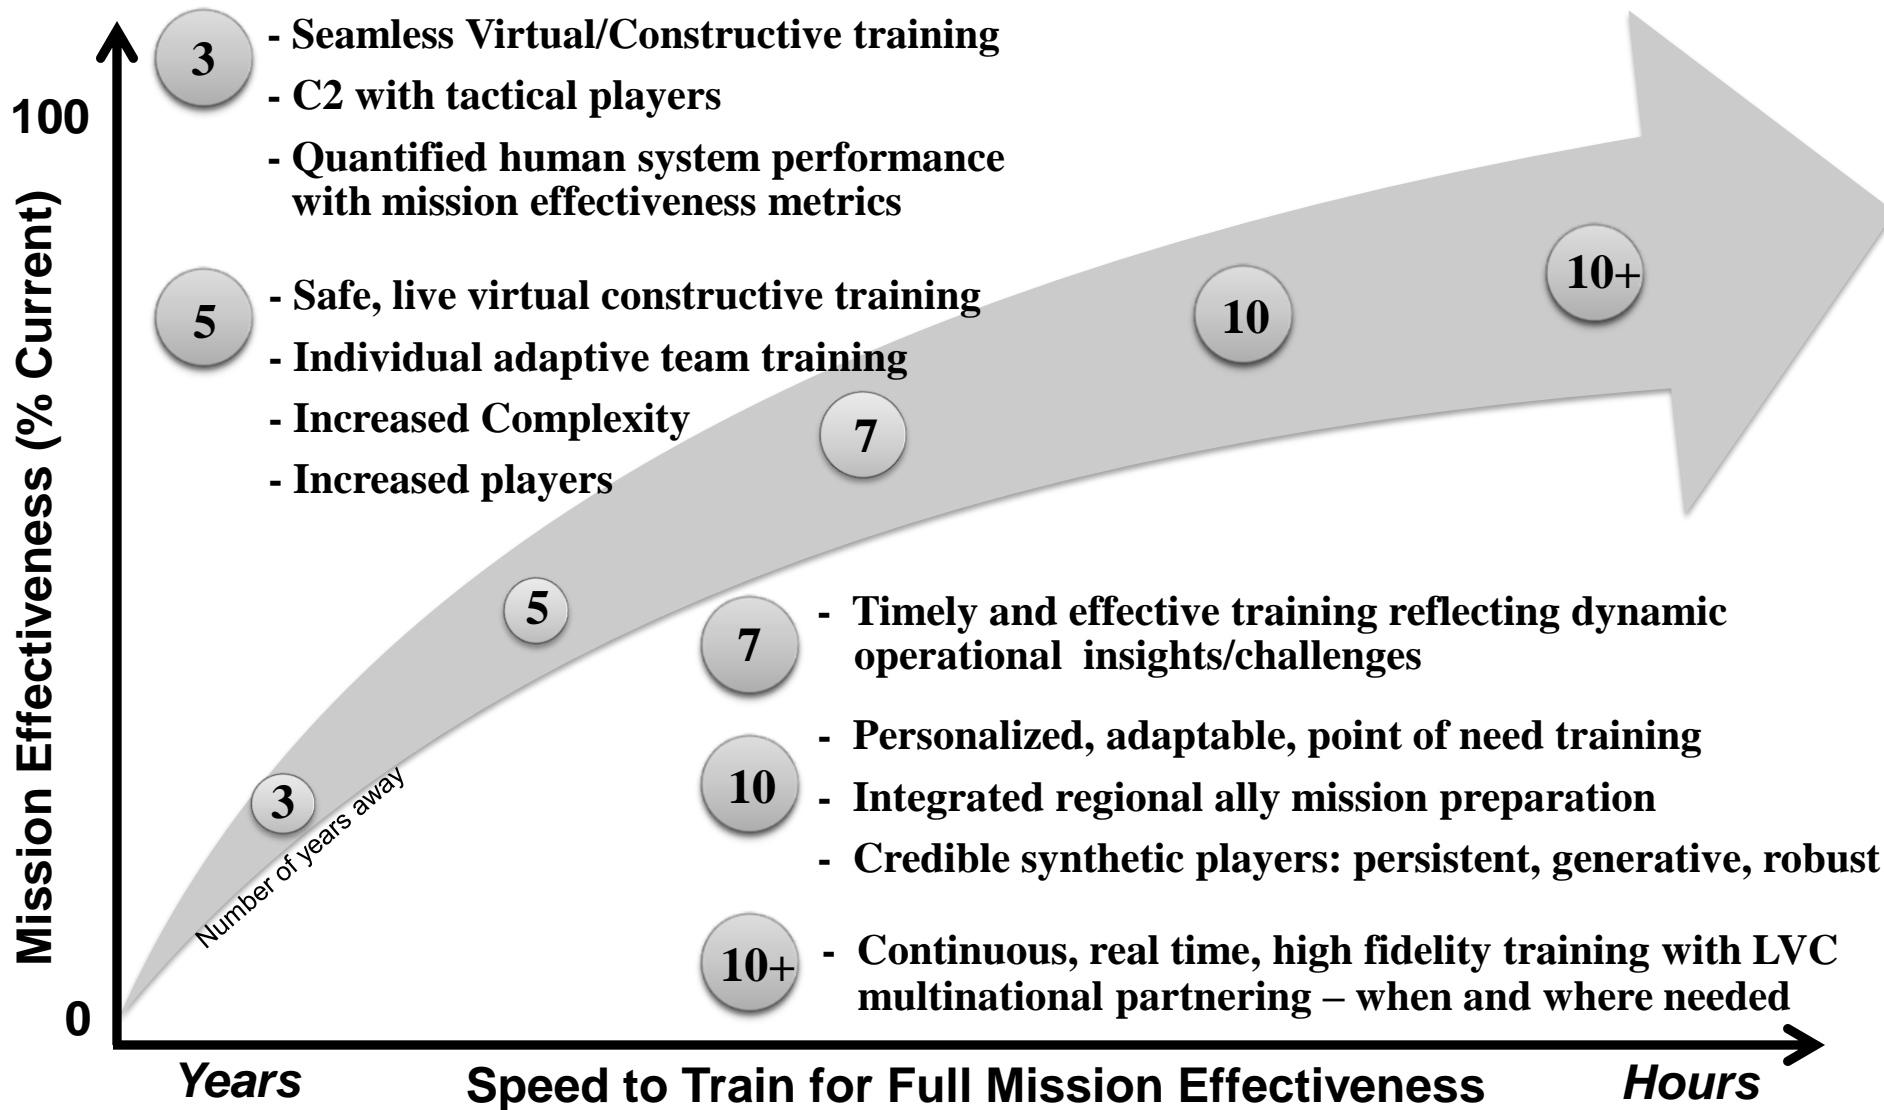 3
- Seamless Virtual/Constructive training
- C2 with tactical players
- Quantified human system performance
with mission effectiveness metrics
5
- Safe, live virtual constructive training
- Individual adaptive team training
- Increased Complexity
- Increased players
100
Mission Effectiveness (% Current)
0
3
5
7
10
10+
Number of years away
7
- Timely and effective training reflecting dynamic
operational insights/challenges
10
- Personalized, adaptable, point of need training
- Integrated regional ally mission preparation
- Credible synthetic players: persistent, generative, robust
10+
- Continuous, real time, high fidelity training with LVC
multinational partnering – when and where needed
Years
Speed to Train for Full Mission Effectiveness
Hours